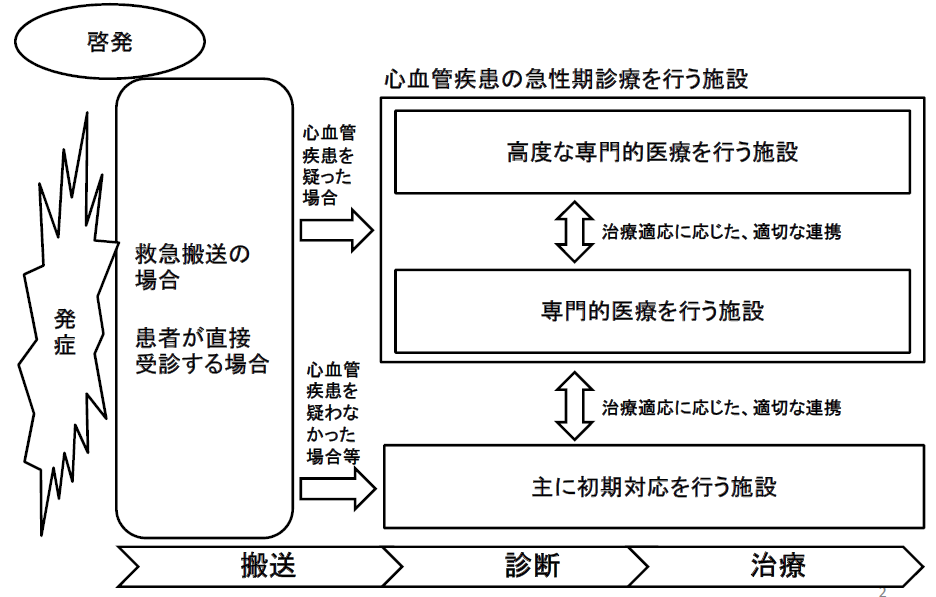 啓発
発
症
救急搬送の
場合
患者が直接
受診する場合
心血管
疾患を
疑った
場合
心血管
疾患を
疑わな
かった
場合等
心血管疾患の急性期診療を行う施設
高度な専門的医療を行う施設
治療適応に応じた、適切な連携
専門的医療を行う施設
治療適応に応じた、適切な連携
主に初期対応を行う施設
搬送
診断
治療
2